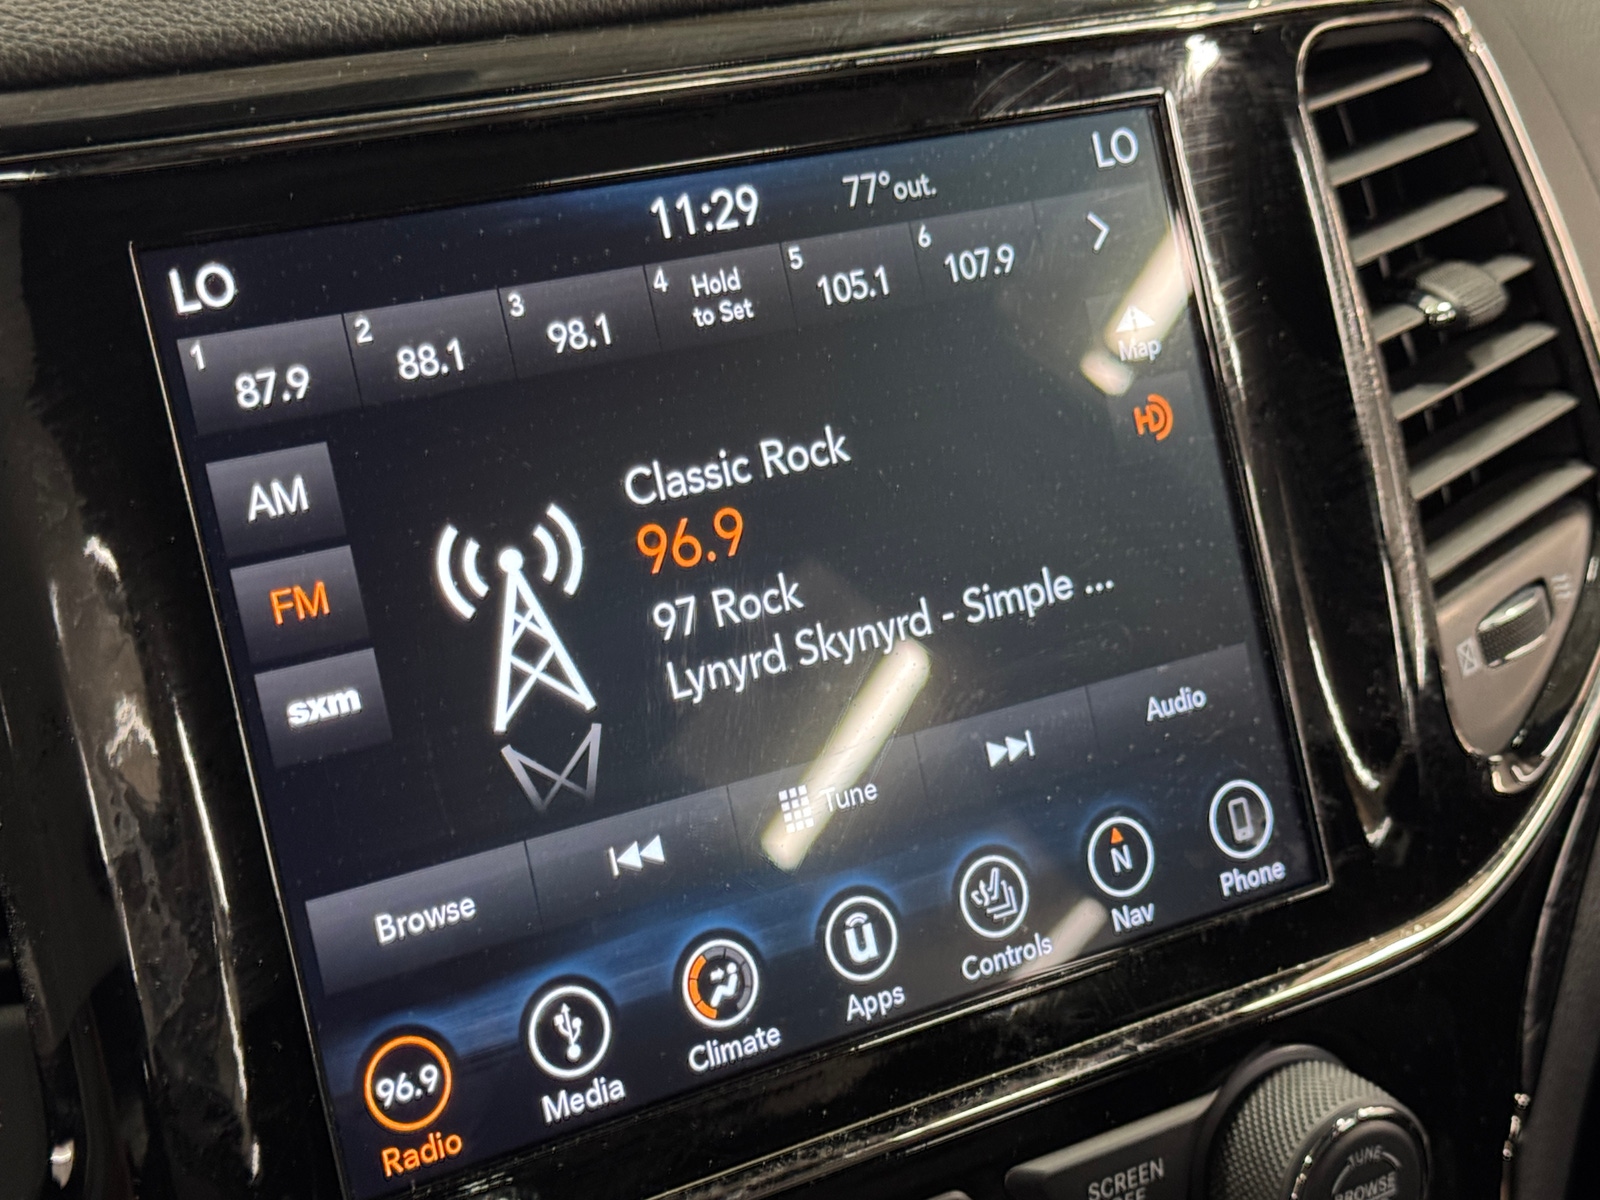 LO
11:29
77° out.
LO
1 87.9
2 88.1
3 98.1
4 Hold
to Set
5 105.1
6 107.9
Map
HD
AM
FM
sxm
Classic Rock
96.9
97 Rock
Lynyrd Skynyrd - Simple ...
Browse
Tune
Audio
96.9
Radio
Media
Climate
Apps
Controls
N
Nav
Phone
SCREEN
TUNE
BROWSE